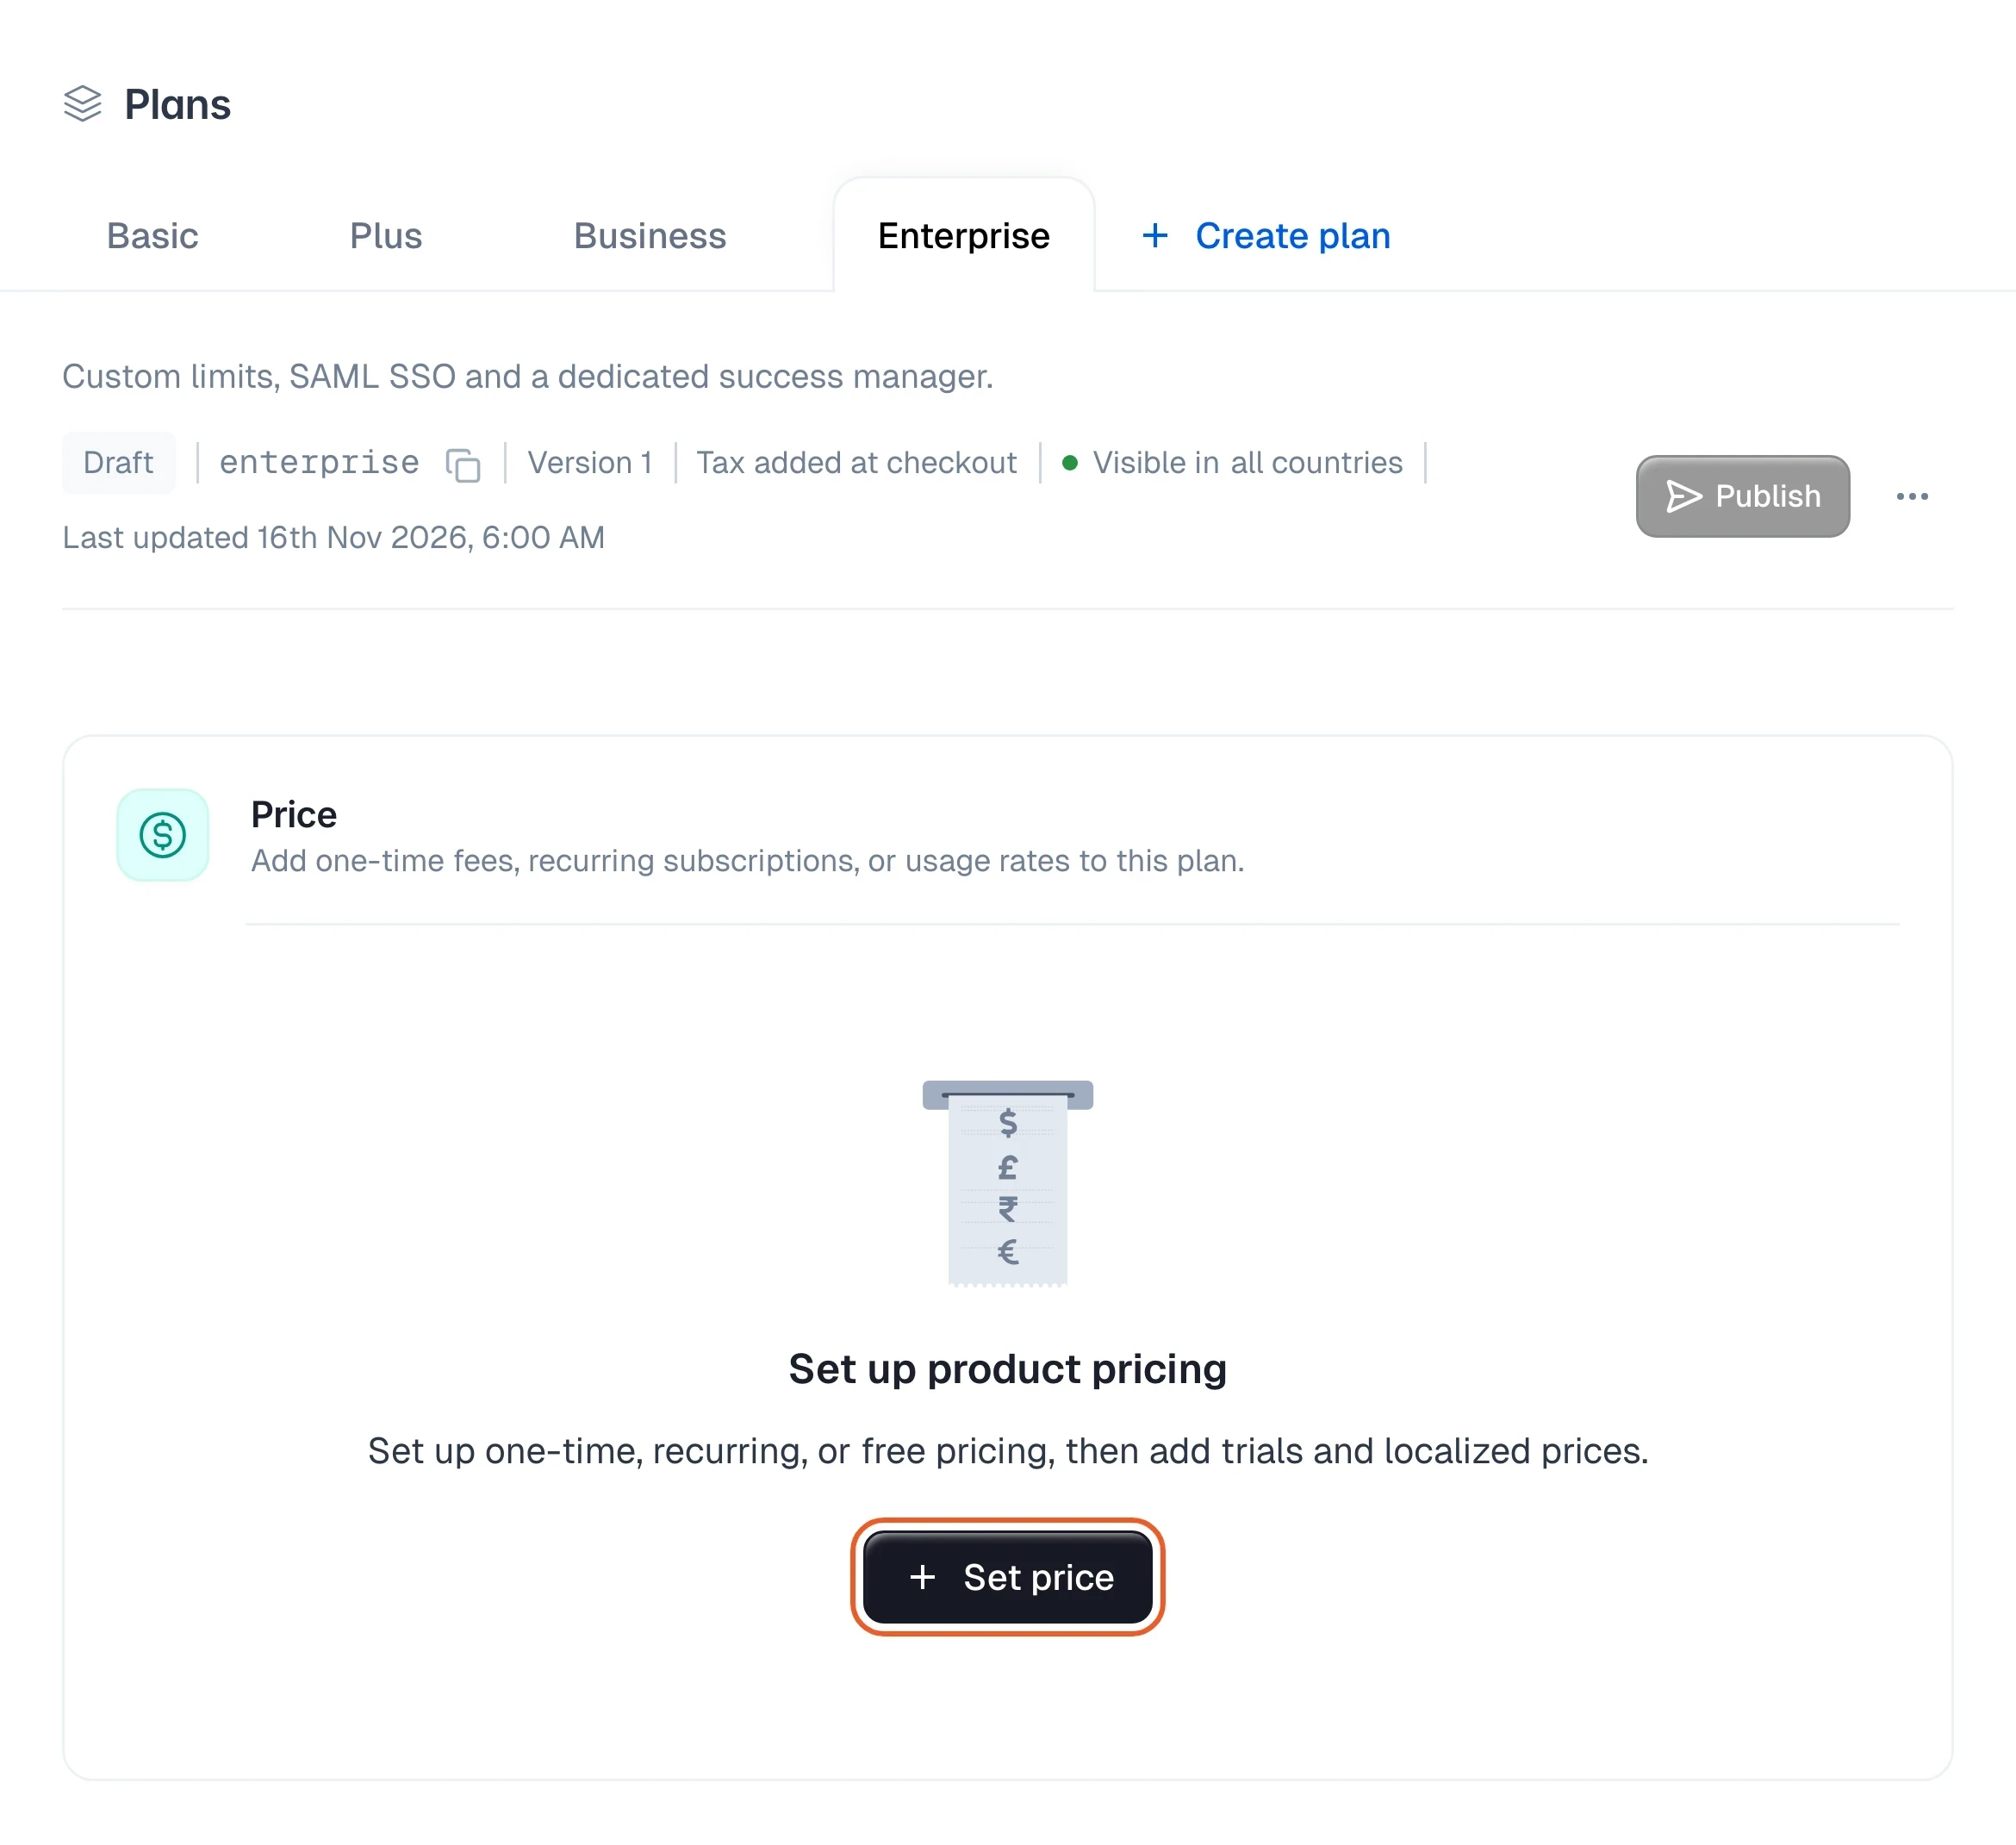 Plans
Basic Plus Business Enterprise + Create plan
Custom limits, SAML SSO and a dedicated success manager.
Draft enterprise Version 1 Tax added at checkout Visible in all countries
Last updated 16th Nov 2026, 6:00 AM
Publish
Price
Add one-time fees, recurring subscriptions, or usage rates to this plan.
$
£
₹
€
Set up product pricing
Set up one-time, recurring, or free pricing, then add trials and localized prices.
+ Set price